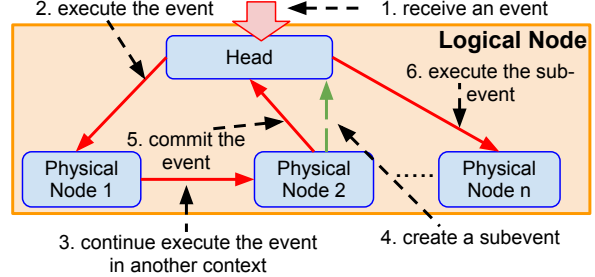 2. execute the event
1. receive an event
Logical Node
Head
6. execute the sub-
event
5. commit the
event
Physical
Node 1
Physical
Node 2
......
Physical
Node n
3. continue execute the event
in another context
4. create a subevent